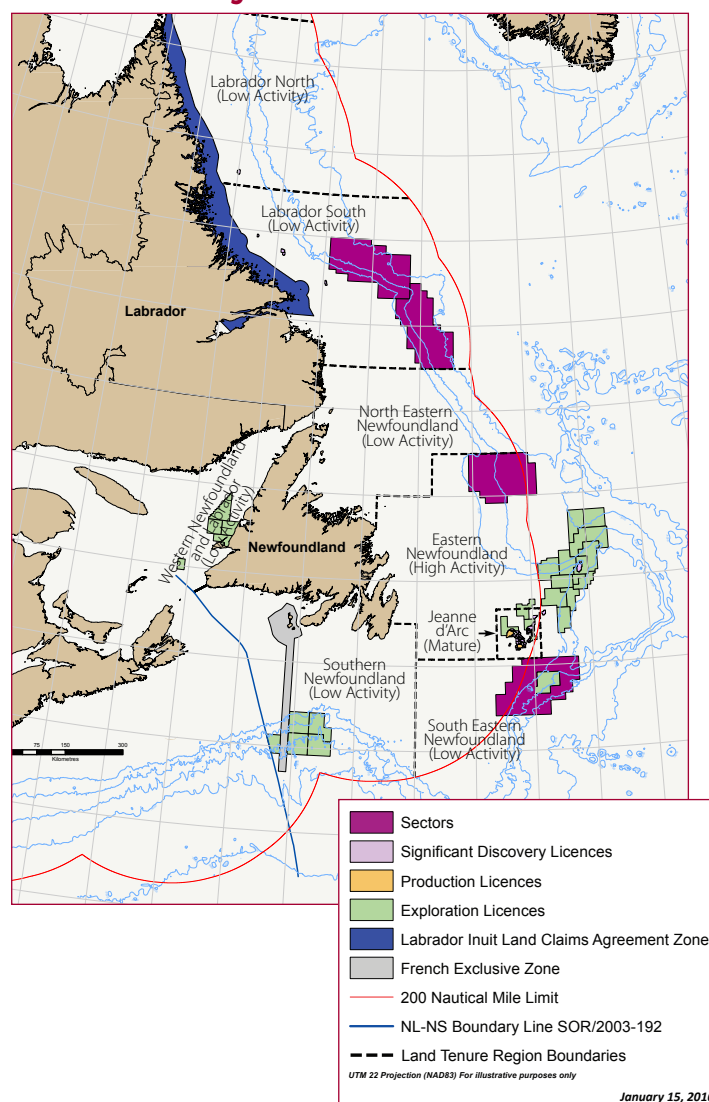 Labrador North
(Low Activity)
Labrador South
(Low Activity)
Labrador
North Eastern
Newfoundland
(Low Activity)
Western Newfoundland
and Labrador
(Low Activity)
Newfoundland
Eastern
Newfoundland
(High Activity)
Jeanne
d'Arc
(Mature)
Southern
Newfoundland
(Low Activity)
South Eastern
Newfoundland
(Low Activity)
75 150 300
Kilometres
Sectors
Significant Discovery Licences
Production Licences
Exploration Licences
Labrador Inuit Land Claims Agreement Zone
French Exclusive Zone
200 Nautical Mile Limit
NL-NS Boundary Line SOR/2003-192
Land Tenure Region Boundaries
UTM 22 Projection (NAD83) For illustrative purposes only